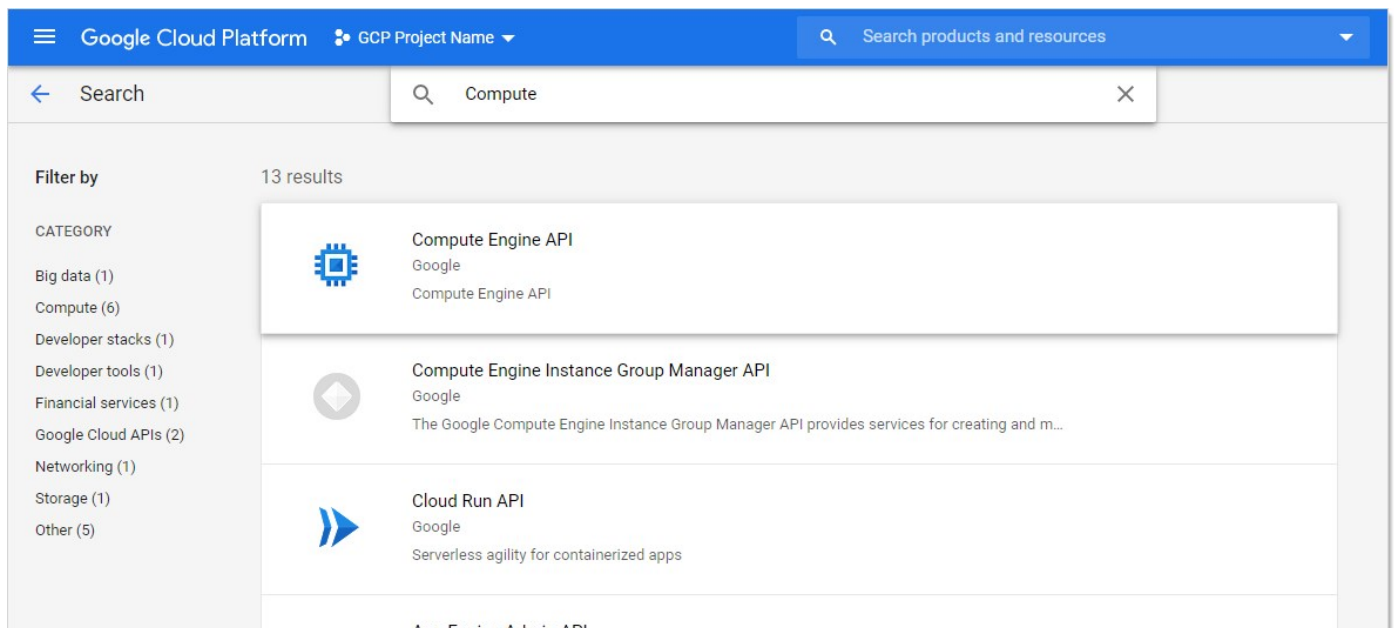 Google Cloud Platform GCP Project Name Search products and resources
Search Compute
Filter by
CATEGORY
Big data (1)
Compute (6)
Developer stacks (1)
Developer tools (1)
Financial services (1)
Google Cloud APIs (2)
Networking (1)
Storage (1)
Other (5)
13 results
Compute Engine API
Google
Compute Engine API
Compute Engine Instance Group Manager API
Google
The Google Compute Engine Instance Group Manager API provides services for creating and m...
Cloud Run API
Google
Serverless agility for containerized apps
App Engine Admin API